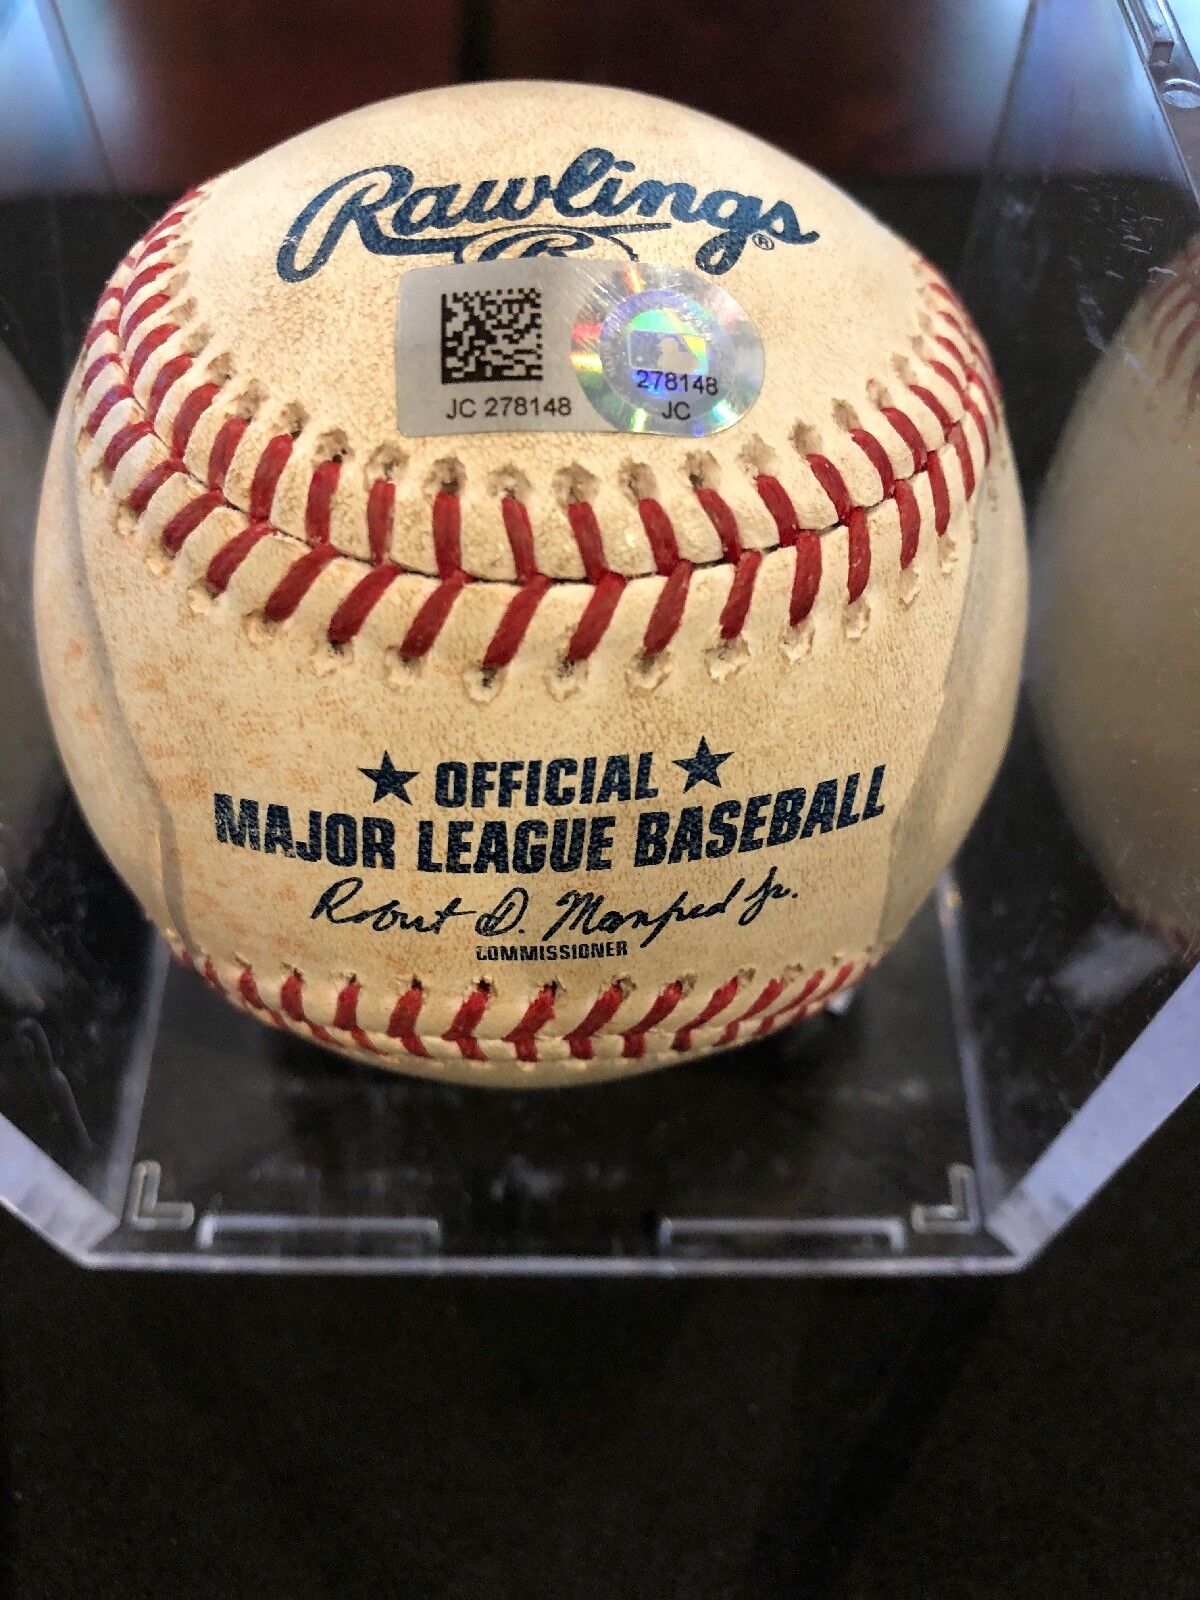 Rawlings®
R
JC 278148
278148
JC
★ OFFICIAL ★
MAJOR LEAGUE BASEBALL
Robert D. Manfred Jr.
COMMISSIONER